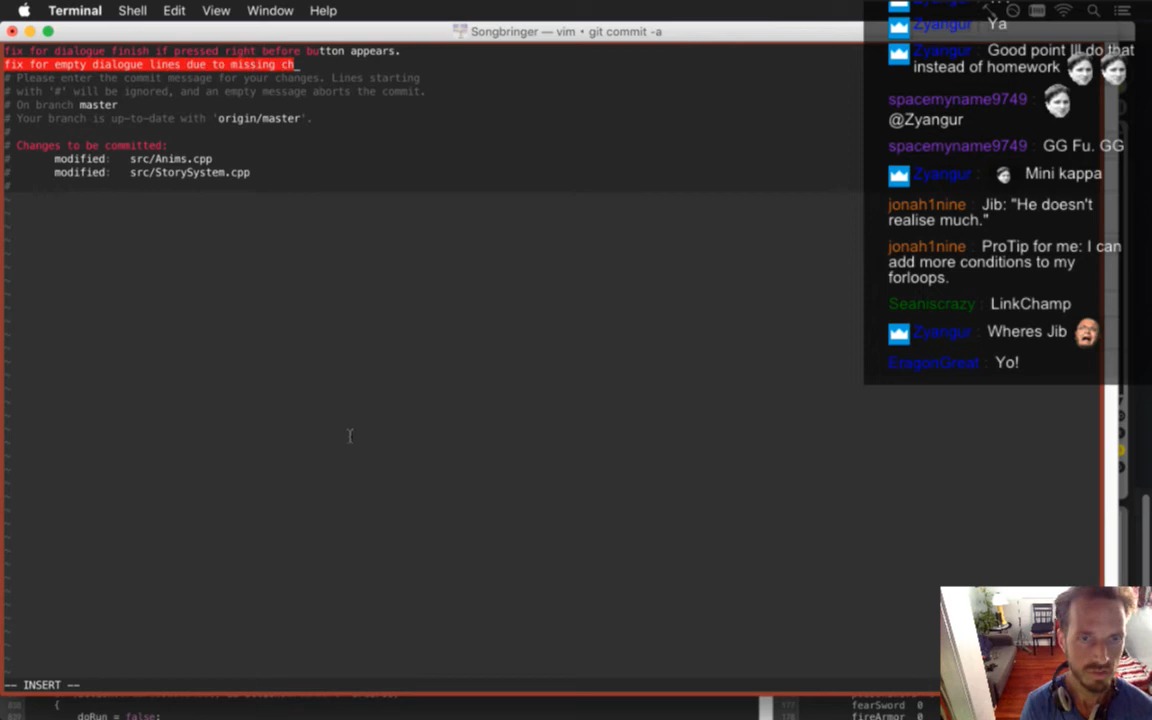 Terminal Shell Edit View Window Help
Songbringer — vim • git commit -a
fix for dialogue finish if pressed right before button appears.
fix for empty dialogue lines due to missing ch
# Please enter the commit message for your changes. Lines starting
# with '#' will be ignored, and an empty message aborts the commit.
# On branch master
# Your branch is up-to-date with 'origin/master'.
#
# Changes to be committed:
# modified: src/Anims.cpp
# modified: src/StorySystem.cpp
#
-- INSERT --
{
doRun = false;
fearSword 0
fireArmor 0
Zyangur : Ya
Zyangur : Good point Ill do that
instead of homework
spacemyname9749 :
@Zyangur
spacemyname9749 : GG Fu. GG
Zyangur : Mini kappa
jonah1nine : Jib: "He doesn't
realise much."
jonah1nine : ProTip for me: I can
add more conditions to my
forloops.
Seaniscrazy : LinkChamp
Zyangur : Wheres Jib
EragonGreat : Yo!